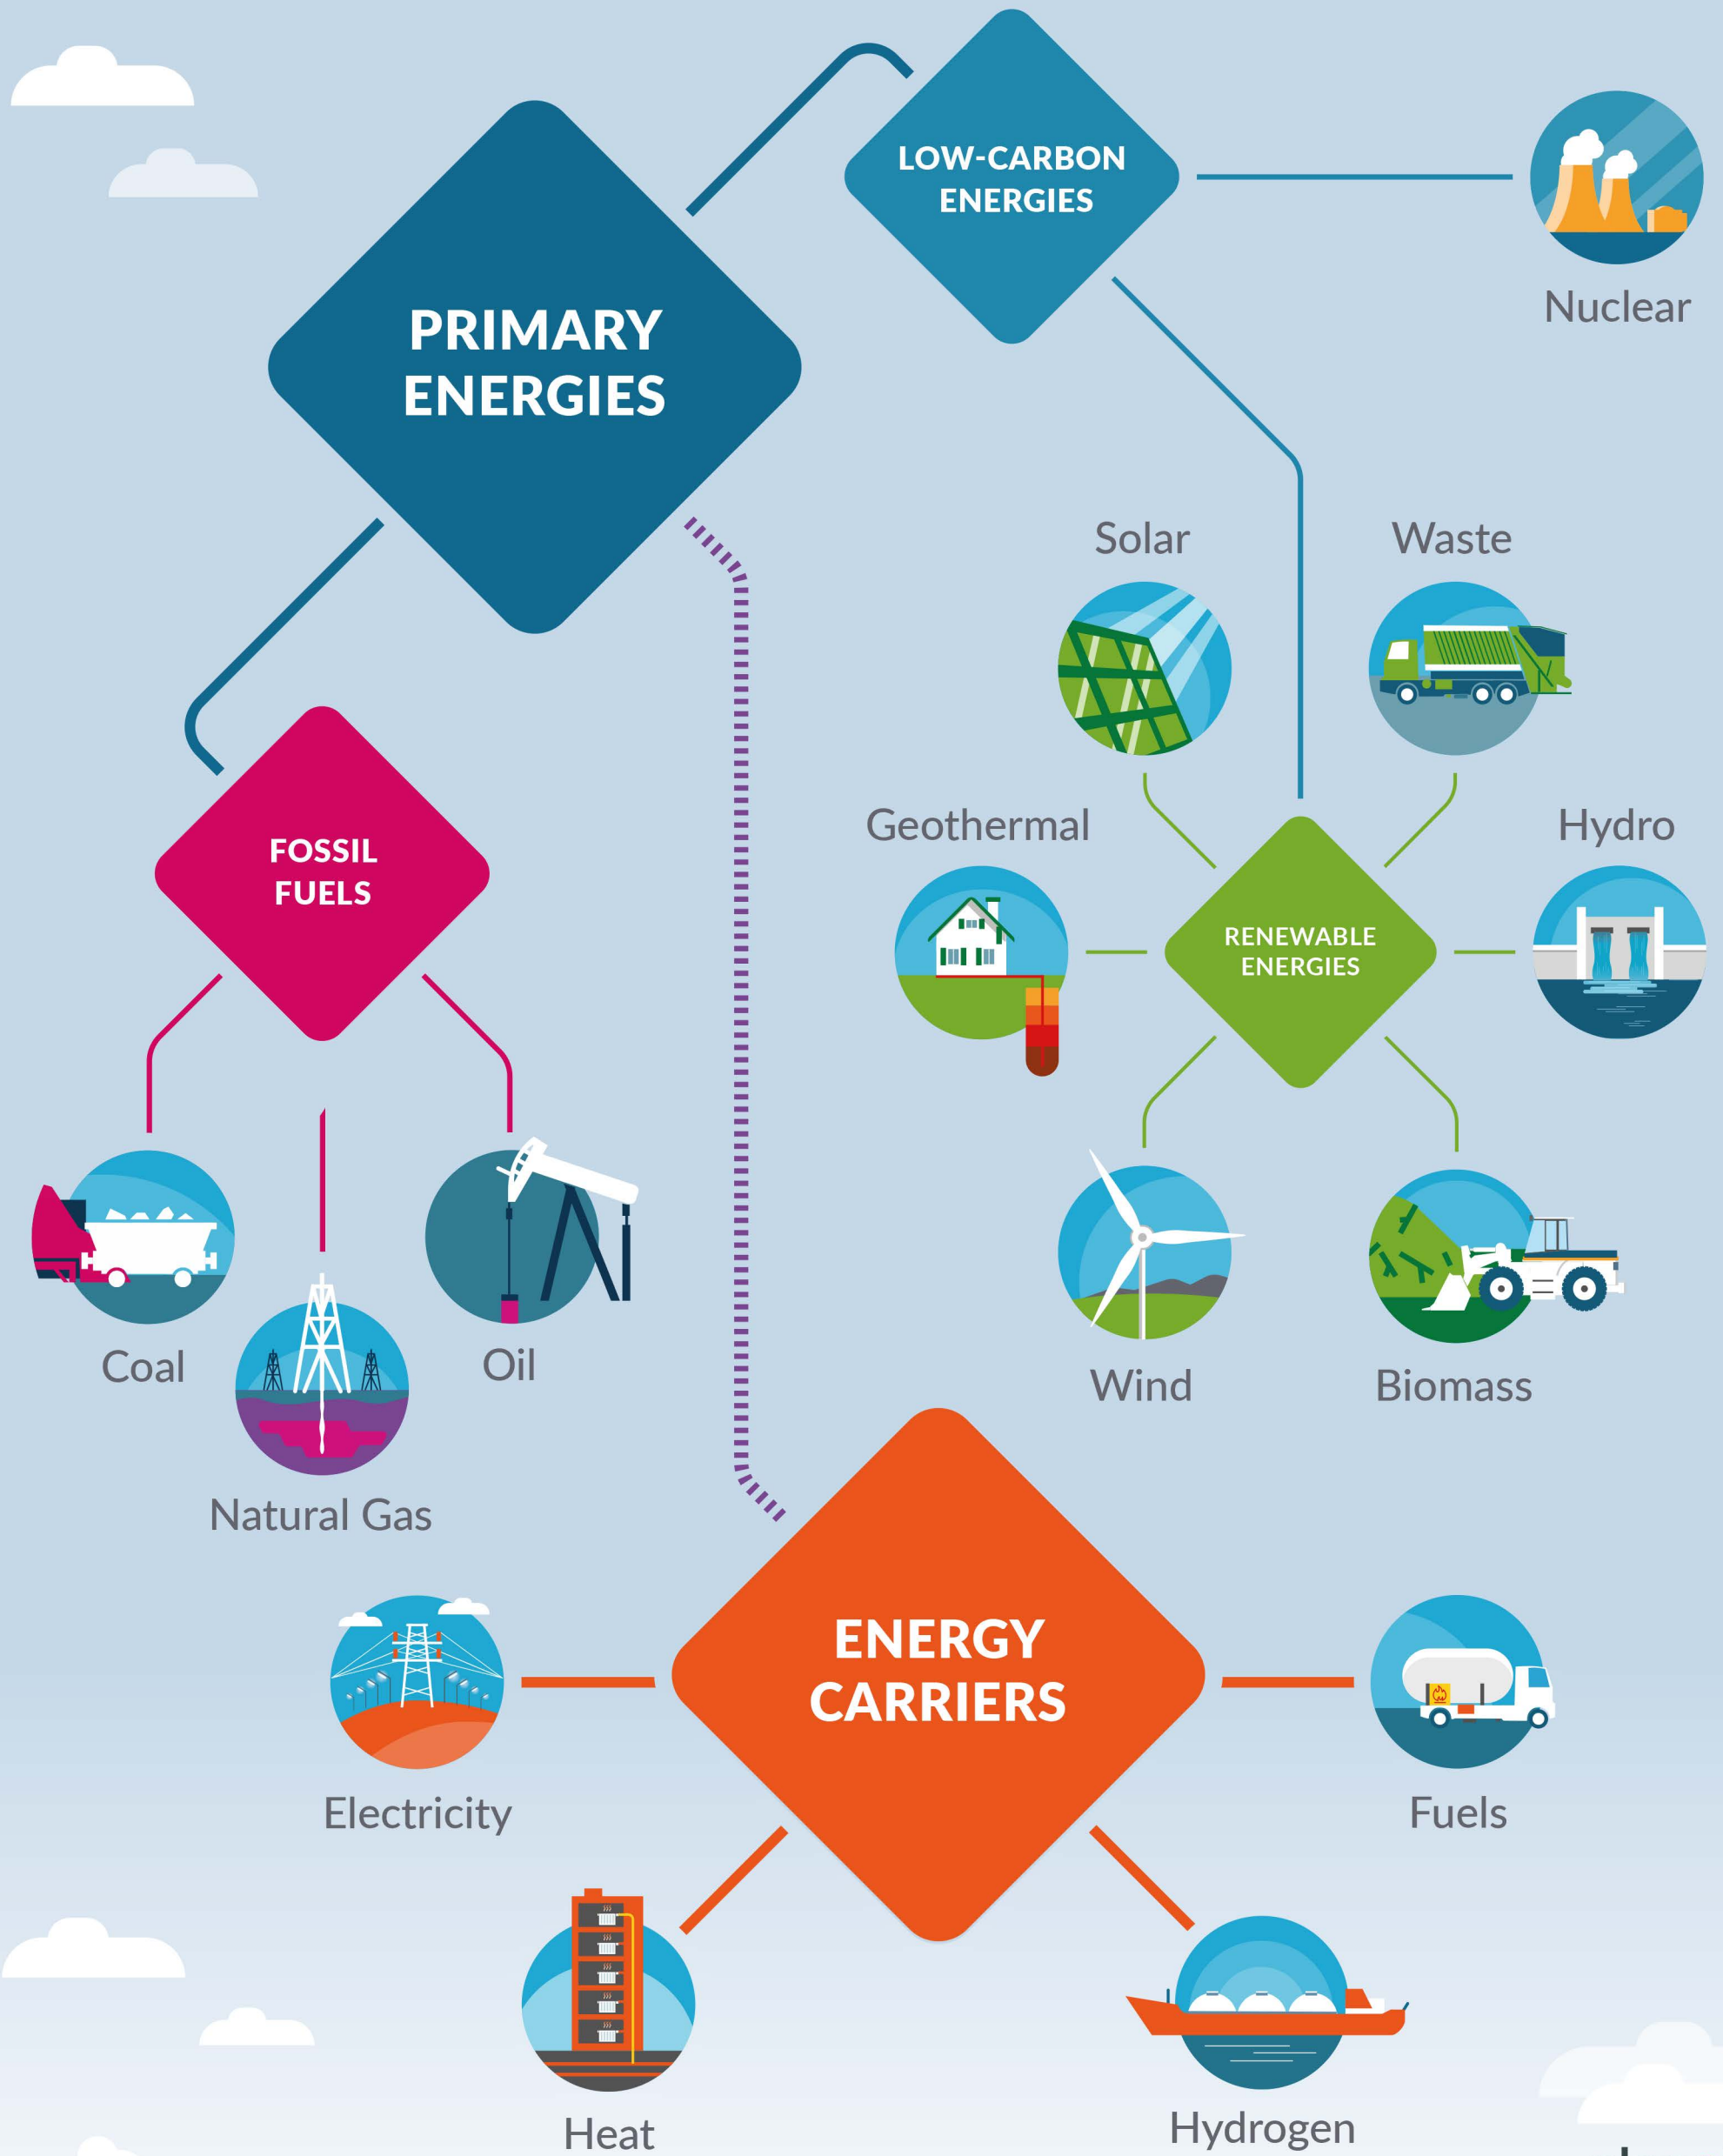 LOW-CARBON
ENERGIES
Nuclear
PRIMARY
ENERGIES
Solar
Waste
Geothermal
Hydro
FOSSIL
FUELS
RENEWABLE
ENERGIES
Coal
Oil
Natural Gas
Wind
Biomass
ENERGY
CARRIERS
Electricity
Fuels
Heat
Hydrogen